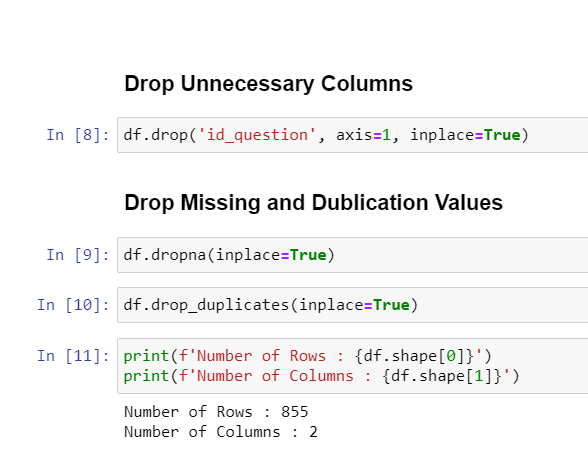 Drop Unnecessary Columns
In [8]: df.drop('id_question', axis=1, inplace=True)
Drop Missing and Dublication Values
In [9]: df.dropna(inplace=True)
In [10]: df.drop_duplicates(inplace=True)
In [11]: print(f'Number of Rows : {df.shape[0]}')
print(f'Number of Columns : {df.shape[1]}')
Number of Rows : 855
Number of Columns : 2